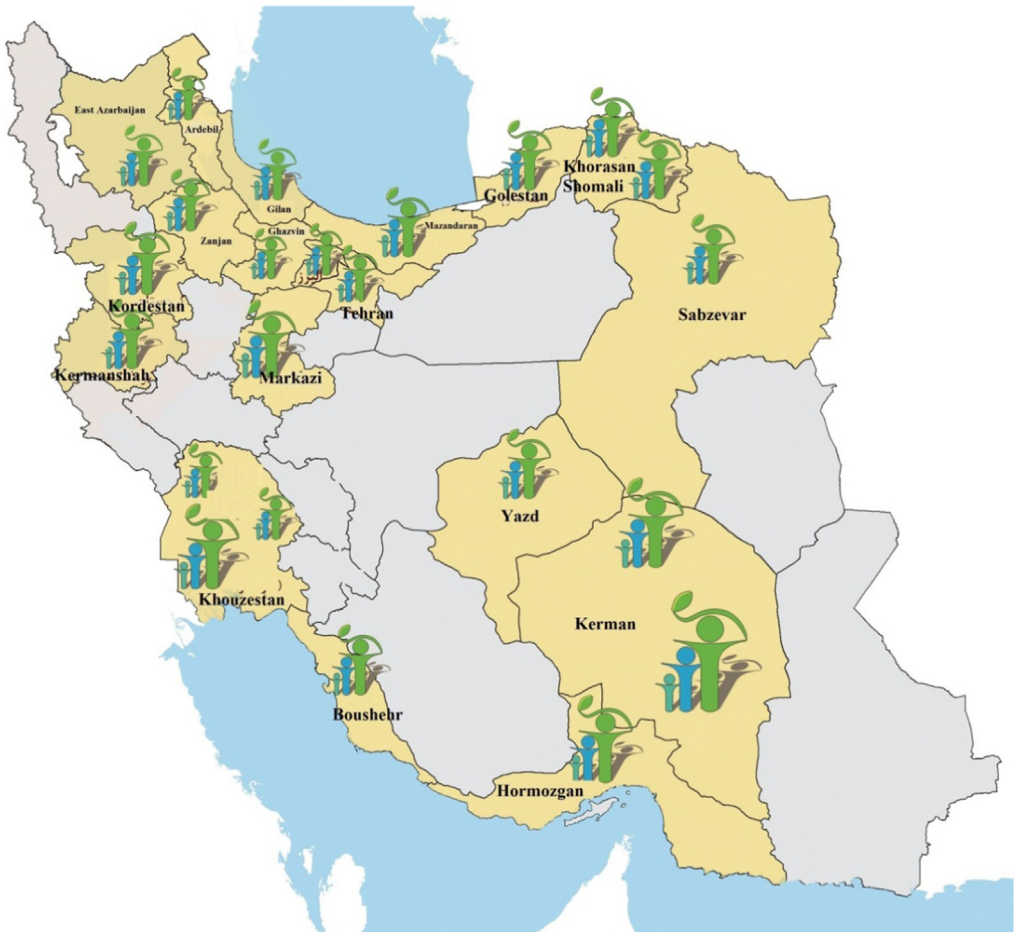 East Azarbaijan
Ardebil
Khorasan
Shomali
Golestan
Gilan
Mazandaran
Ghazvin
Zanjan
Kordestan
Tehran
Sabzevar
Kermanshah
Markazi
Yazd
Khouzestan
Kerman
Boushehr
Hormozgan